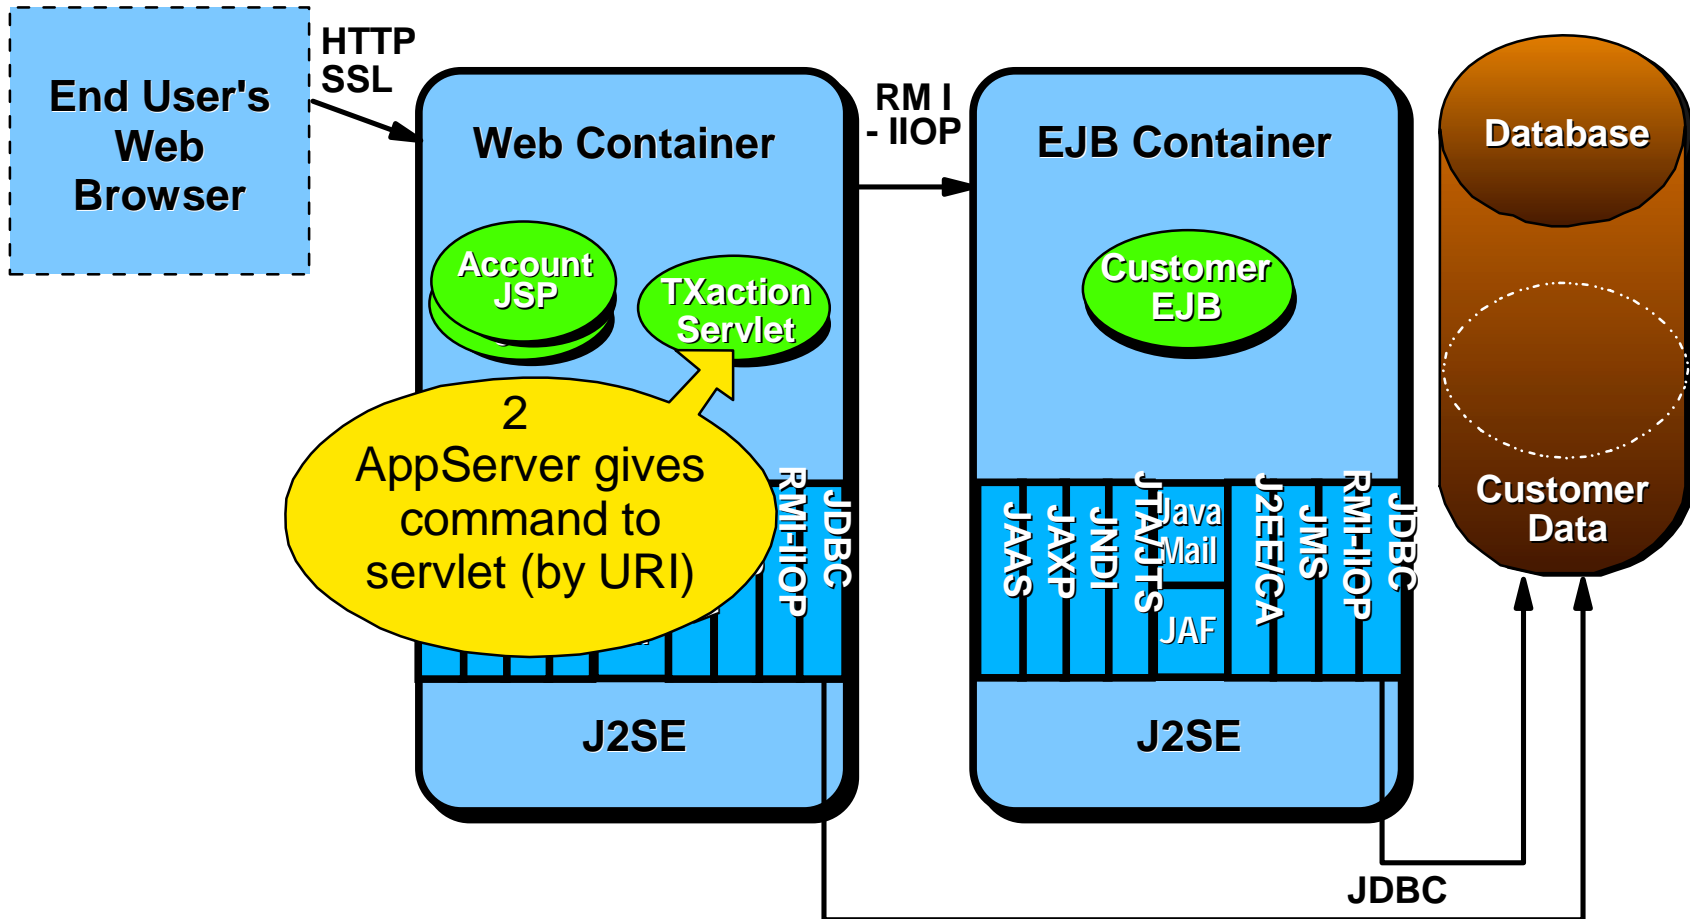 End User's
Web
Browser
HTTP
SSL
Web Container
RM I
- IIOP
EJB Container
Database
Account
JSP
TXaction
Servlet
Customer
EJB
2
AppServer gives
command to
servlet (by URI)
RMI-IIOP
JDBC
JAAS
JAXP
JNDI
JTA/JTS
Java
Mail
JAF
J2EE/CA
JMS
RMI-IIOP
JDBC
Customer
Data
J2SE
J2SE
JDBC